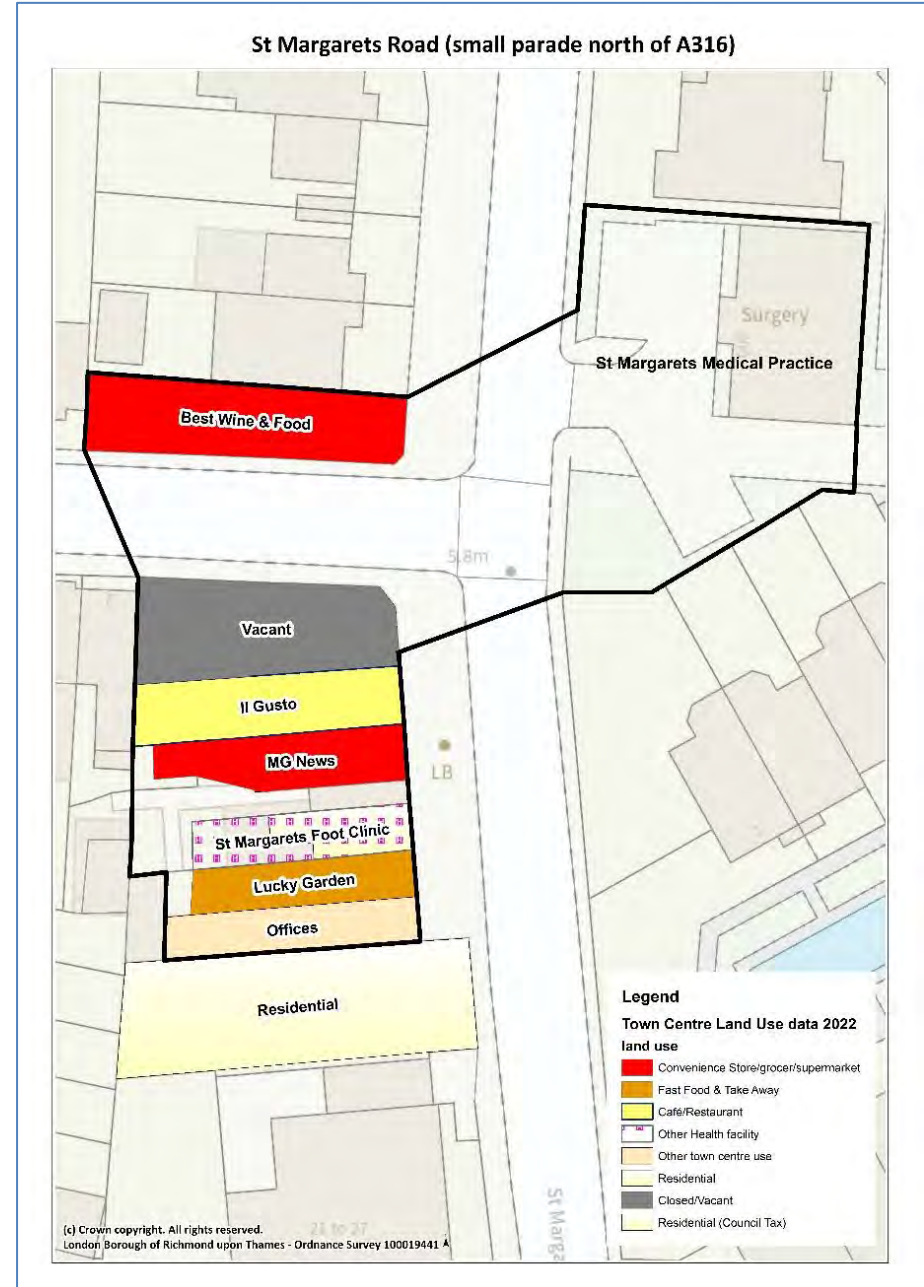 St Margarets Road (small parade north of A316)
Surgery
St Margarets Medical Practice
Best Wine & Food
5.8m
Vacant
Il Gusto
MG News
LB
St Margarets Foot Clinic
Lucky Garden
Offices
Residential
Legend
Town Centre Land Use data 2022
land use
Convenience Store/grocer/supermarket
Fast Food & Take Away
Café/Restaurant
Other Health facility
Other town centre use
Residential
Closed/Vacant
Residential (Council Tax)
St Marga
21 to 27
(c) Crown copyright. All rights reserved.
London Borough of Richmond upon Thames - Ordnance Survey 100019441